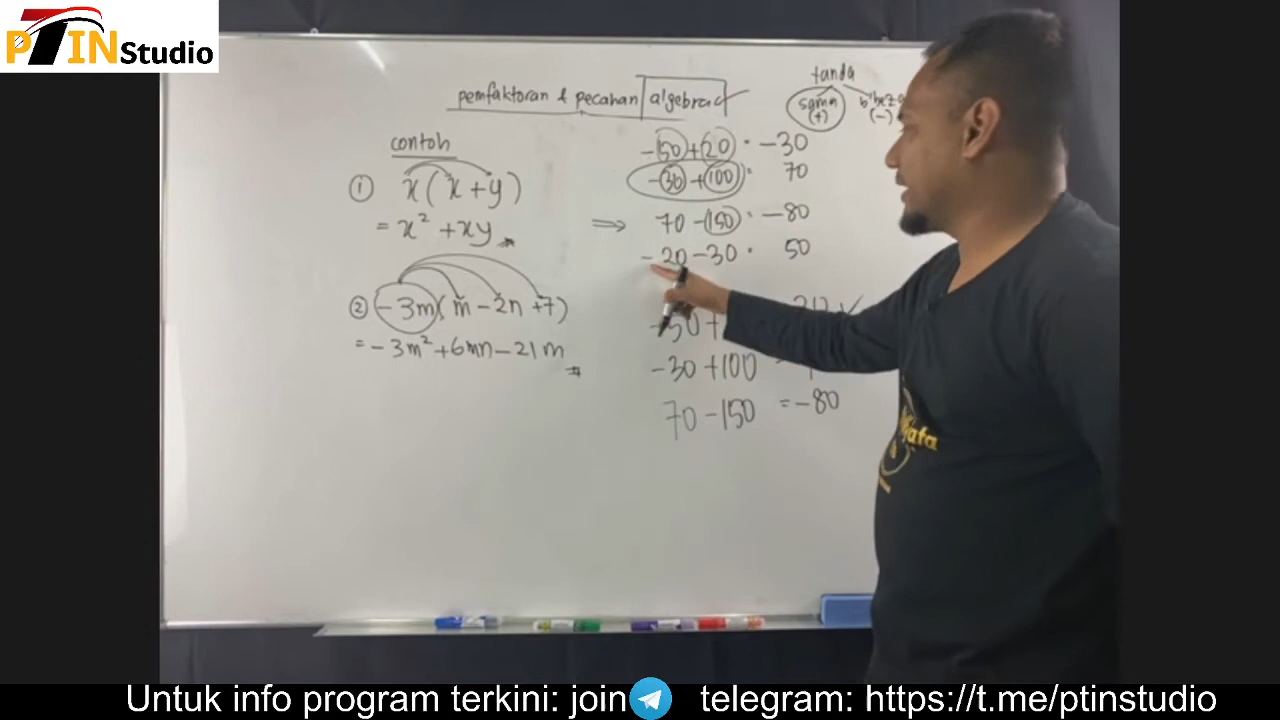 PTIN Studio
pemfaktoran & pecahan algebra
tanda
sama
(+)
(-)
contoh
① x(x+y)
= x² + xy
② -3m(m - 2n + 7)
= -3m² + 6mn - 21m
-50 + 20 = -30
-30 + 100 = 70
⇒ 70 - 150 = -80
-20 - 30 = 50
-30 + 100
70 - 150 = -80
Untuk info program terkini: join telegram: https://t.me/ptinstudio